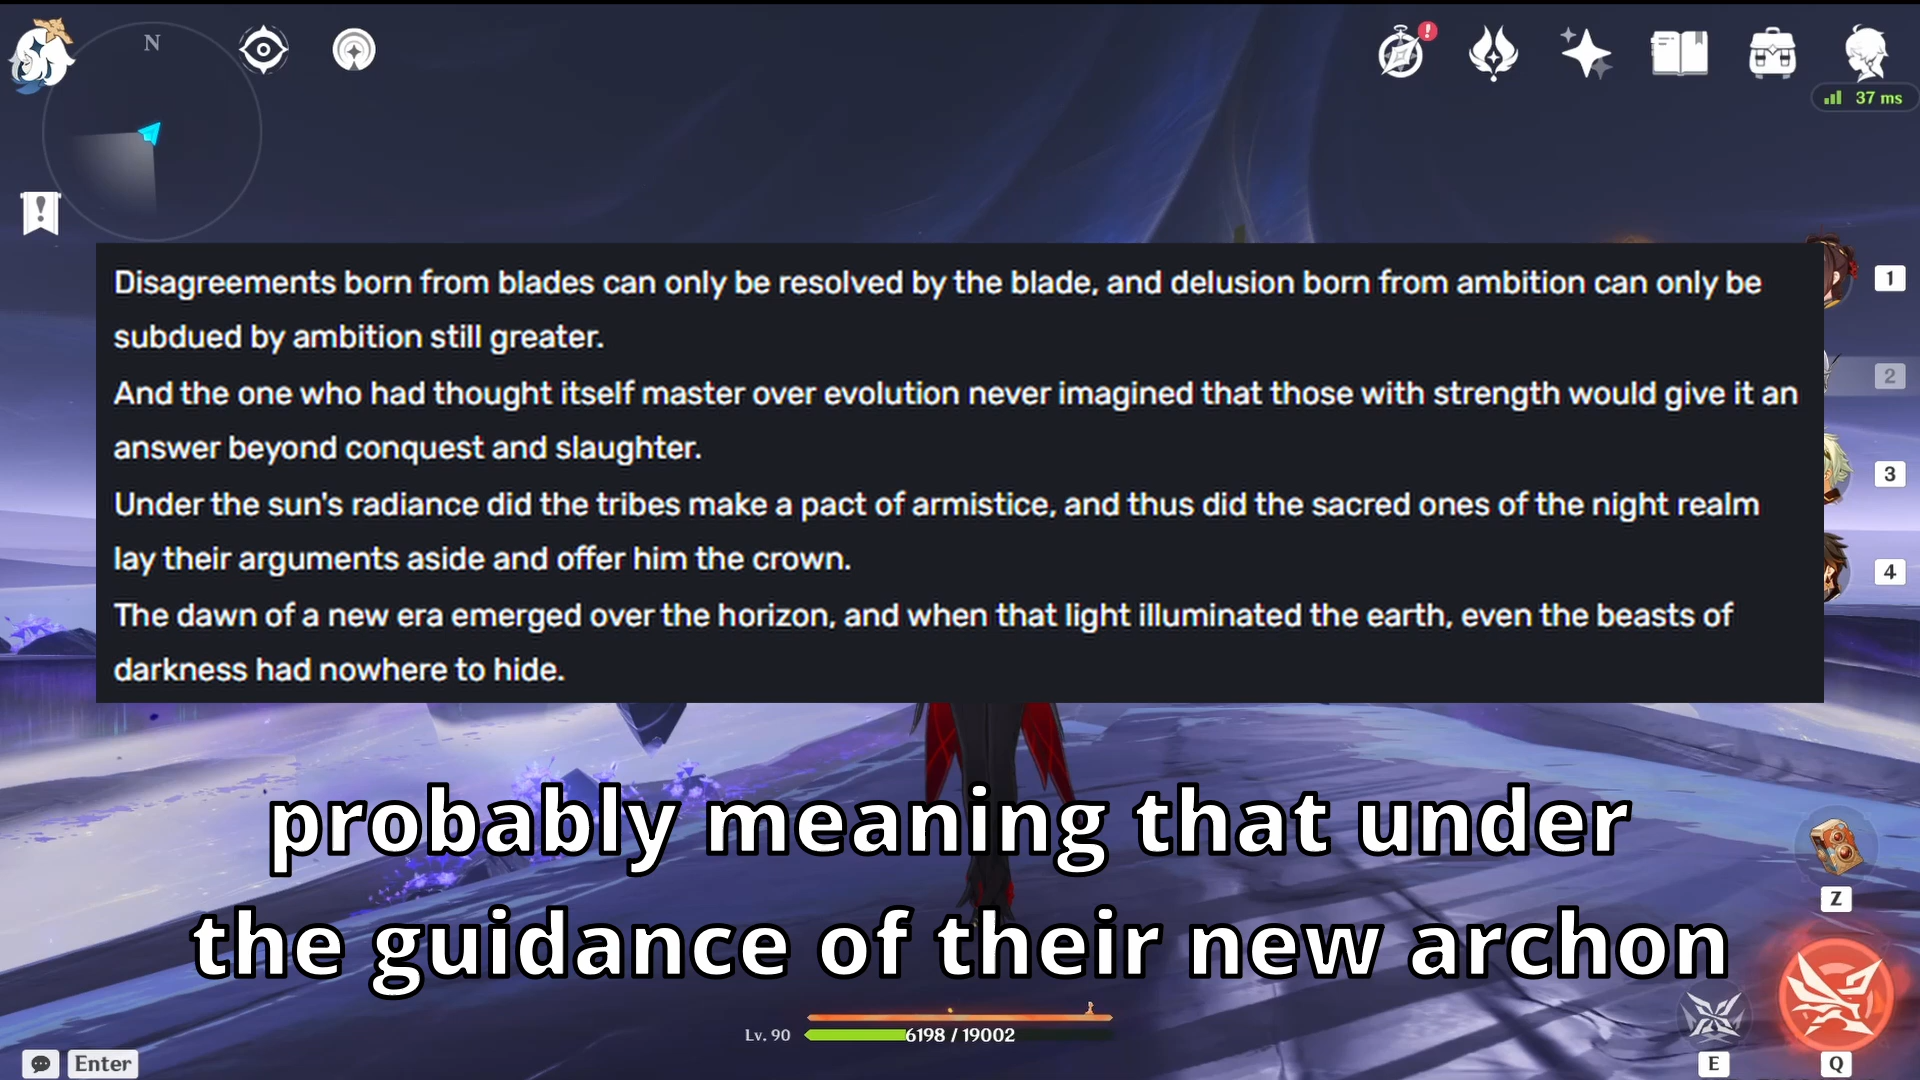 N
37 ms
1
2
3
4
Disagreements born from blades can only be resolved by the blade, and delusion born from ambition can only be
subdued by ambition still greater.
And the one who had thought itself master over evolution never imagined that those with strength would give it an
answer beyond conquest and slaughter.
Under the sun's radiance did the tribes make a pact of armistice, and thus did the sacred ones of the night realm
lay their arguments aside and offer him the crown.
The dawn of a new era emerged over the horizon, and when that light illuminated the earth, even the beasts of
darkness had nowhere to hide.
probably meaning that under
the guidance of their new archon
Z
Lv. 90 6198 / 19002
Enter
E
Q